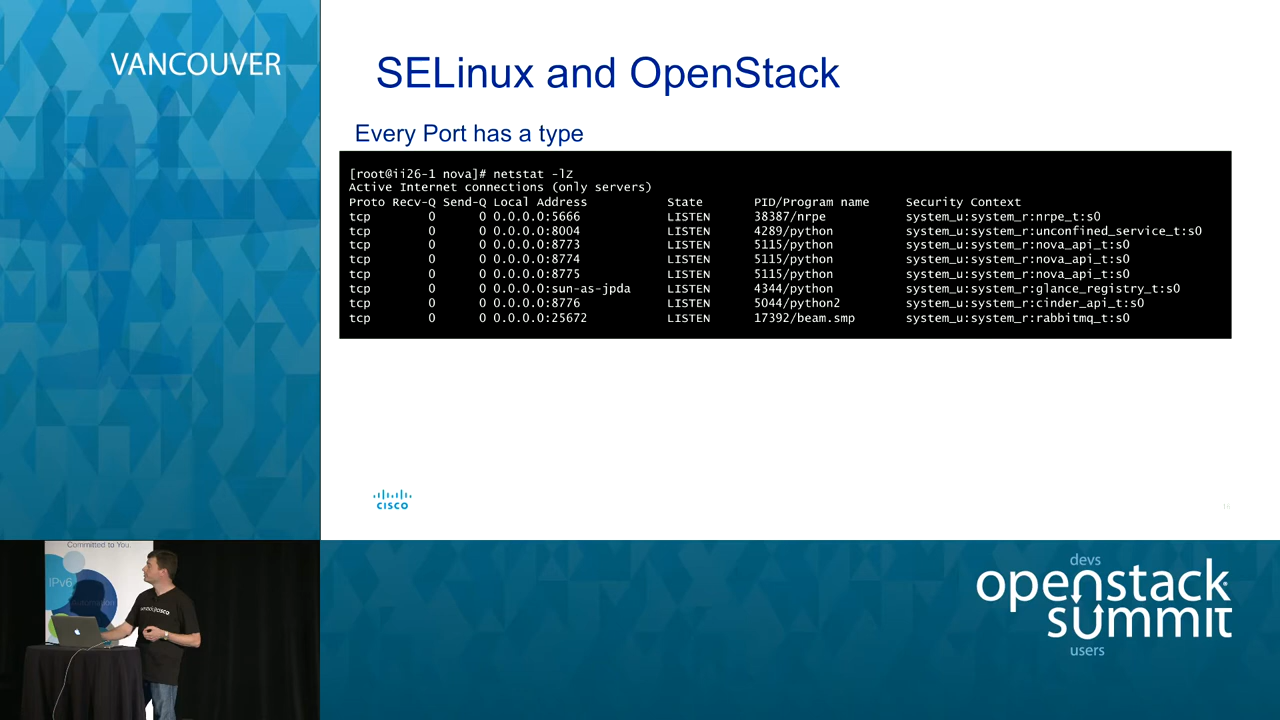 VANCOUVER
SELinux and OpenStack
Every Port has a type
[root@ii26-1 nova]# netstat -lZ
Active Internet connections (only servers)
Proto Recv-Q Send-Q Local Address State PID/Program name Security Context
tcp 0 0 0.0.0.0:5666 LISTEN 38387/nrpe system_u:system_r:nrpe_t:s0
tcp 0 0 0.0.0.0:8004 LISTEN 4289/python system_u:system_r:unconfined_service_t:s0
tcp 0 0 0.0.0.0:8773 LISTEN 5115/python system_u:system_r:nova_api_t:s0
tcp 0 0 0.0.0.0:8774 LISTEN 5115/python system_u:system_r:nova_api_t:s0
tcp 0 0 0.0.0.0:8775 LISTEN 5115/python system_u:system_r:nova_api_t:s0
tcp 0 0 0.0.0.0:sun-as-jpda LISTEN 4344/python system_u:system_r:glance_registry_t:s0
tcp 0 0 0.0.0.0:8776 LISTEN 5044/python2 system_u:system_r:cinder_api_t:s0
tcp 0 0 0.0.0.0:25672 LISTEN 17392/beam.smp system_u:system_r:rabbitmq_t:s0
CISCO
Committed to You.
IPv6
devs
openstack
summit
users